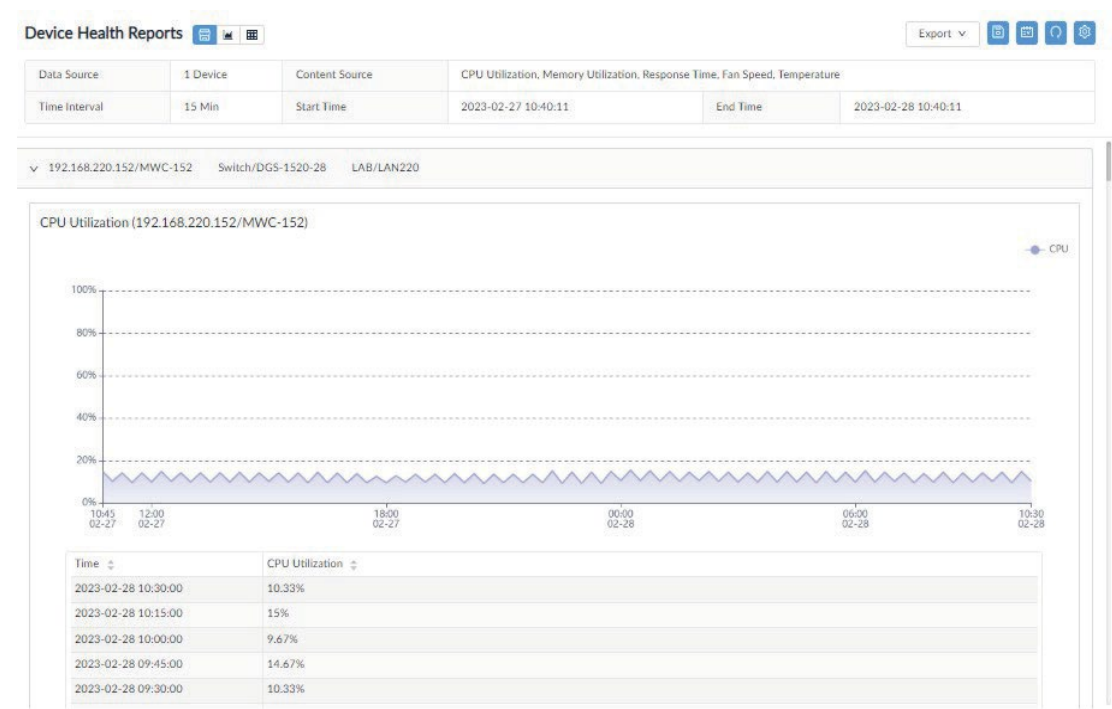 Device Health Reports Export
Data Source 1 Device Content Source CPU Utilization, Memory Utilization, Response Time, Fan Speed, Temperature
Time Interval 15 Min Start Time 2023-02-27 10:40:11 End Time 2023-02-28 10:40:11
192.168.220.152/MWC-152 Switch/DGS-1520-28 LAB/LAN220
CPU Utilization (192.168.220.152/MWC-152)
CPU
100%
80%
60%
40%
20%
0%
10:45 12:00 18:00 00:00 06:00 10:30
02-27 02-27 02-27 02-28 02-28 02-28
Time CPU Utilization
2023-02-28 10:30:00 10.33%
2023-02-28 10:15:00 15%
2023-02-28 10:00:00 9.67%
2023-02-28 09:45:00 14.67%
2023-02-28 09:30:00 10.33%